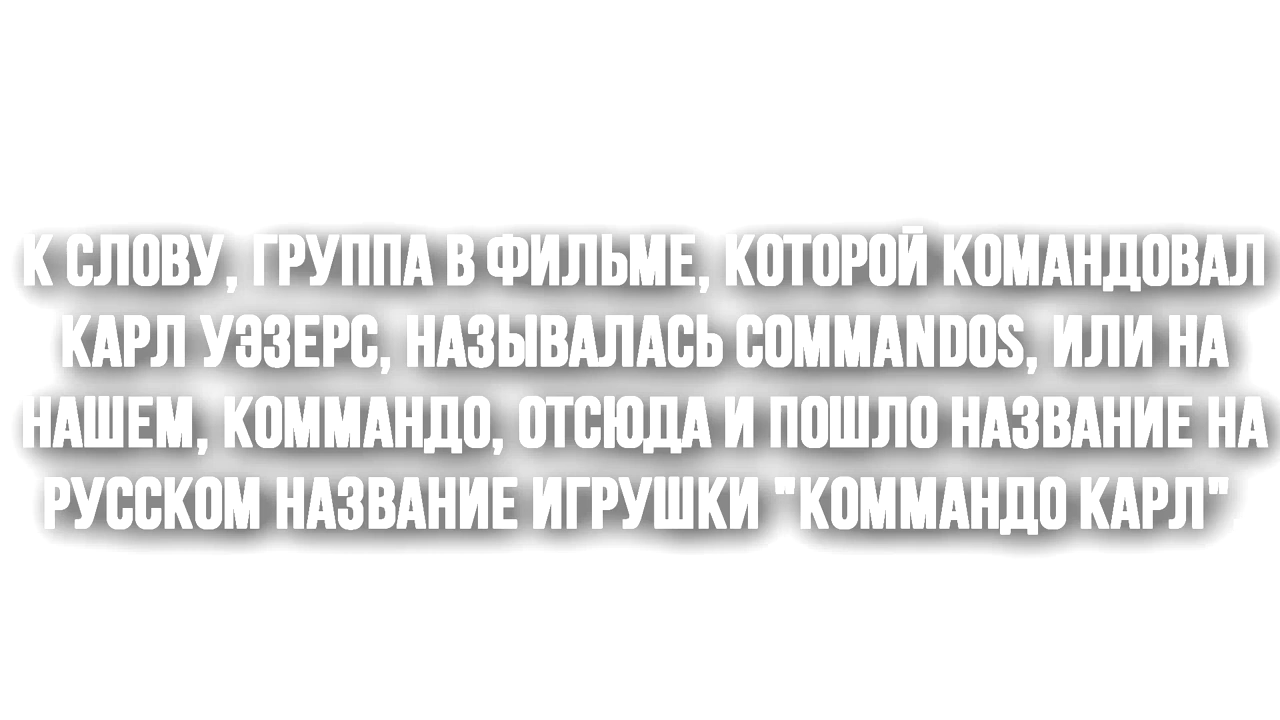 К СЛОВУ, ГРУППА В ФИЛЬМЕ, КОТОРОЙ КОМАНДОВАЛ
КАРЛ УЭЗЕРС, НАЗЫВАЛАСЬ COMMANDOS, ИЛИ НА
НАШЕМ, КОММАНДО, ОТСЮДА И ПОШЛО НАЗВАНИЕ НА
РУССКОМ НАЗВАНИЕ ИГРУШКИ "КОММАНДО КАРЛ"